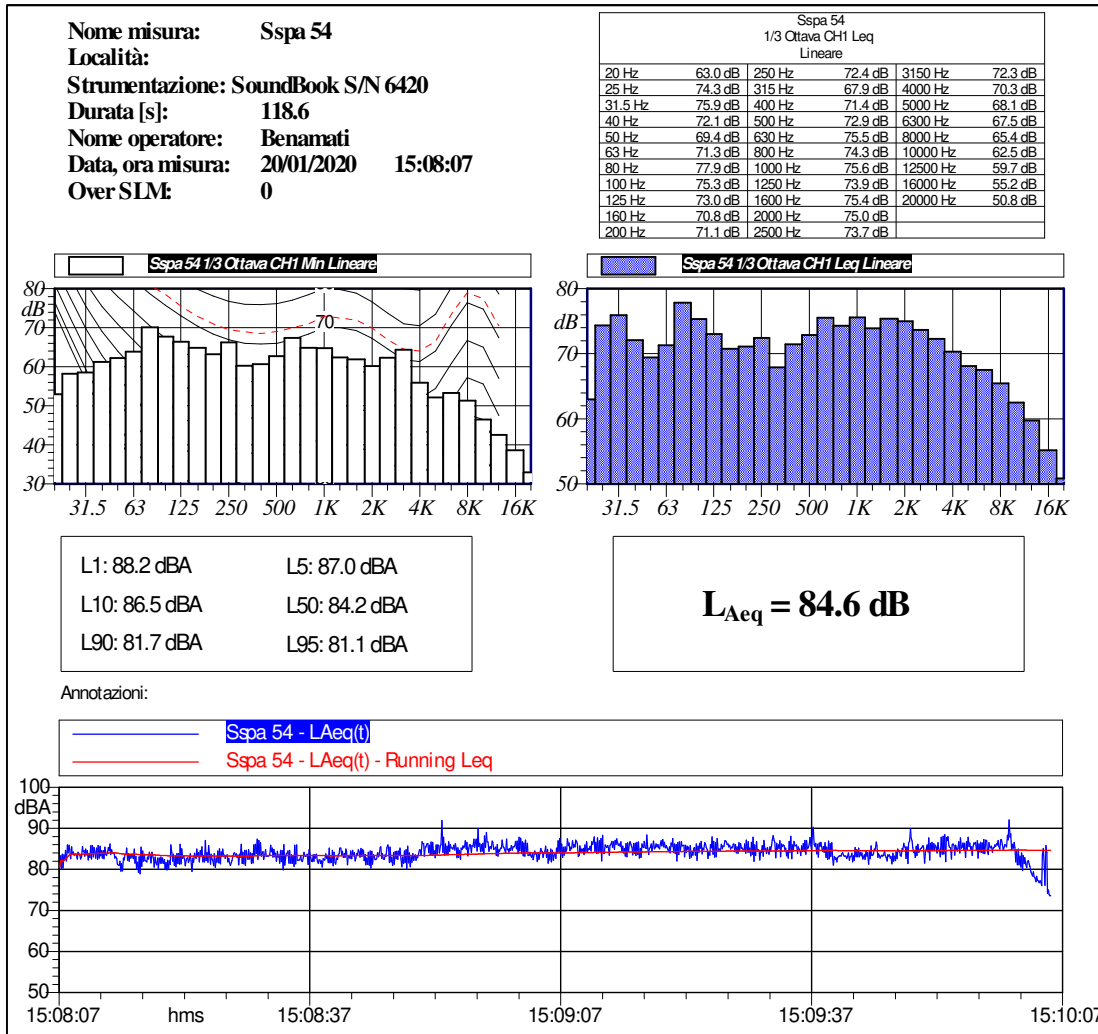 Nome misura: Sspa 54
Località:
Strumentazione: SoundBook S/N 6420
Durata [s]: 118.6
Nome operatore: Benamati
Data, ora misura: 20/01/2020 15:08:07
Over SLM: 0
Sspa 54
1/3 Ottava CH1 Leq
Lineare
20 Hz 63.0 dB 250 Hz 72.4 dB 3150 Hz 72.3 dB
25 Hz 74.3 dB 315 Hz 67.9 dB 4000 Hz 70.3 dB
31.5 Hz 75.9 dB 400 Hz 71.4 dB 5000 Hz 68.1 dB
40 Hz 72.1 dB 500 Hz 72.9 dB 6300 Hz 67.5 dB
50 Hz 69.4 dB 630 Hz 75.5 dB 8000 Hz 65.4 dB
63 Hz 71.3 dB 800 Hz 74.3 dB 10000 Hz 62.5 dB
80 Hz 77.9 dB 1000 Hz 75.6 dB 12500 Hz 59.7 dB
100 Hz 75.3 dB 1250 Hz 73.9 dB 16000 Hz 55.2 dB
125 Hz 73.0 dB 1600 Hz 75.4 dB 20000 Hz 50.8 dB
160 Hz 70.8 dB 2000 Hz 75.0 dB
200 Hz 71.1 dB 2500 Hz 73.7 dB
Sspa 54 1/3 Ottava CH1 Min Lineare
80
dB
70
60
50
40
30
70
31.5 63 125 250 500 1K 2K 4K 8K 16K
Sspa 54 1/3 Ottava CH1 Leq Lineare
80
dB
70
60
50
31.5 63 125 250 500 1K 2K 4K 8K 16K
L1: 88.2 dBA L5: 87.0 dBA
L10: 86.5 dBA L50: 84.2 dBA
L90: 81.7 dBA L95: 81.1 dBA
LAeq = 84.6 dB
Annotazioni:
Sspa 54 - LAeq(t)
Sspa 54 - LAeq(t) - Running Leq
100
dBA
90
80
70
60
50
15:08:07 hms 15:08:37 15:09:07 15:09:37 15:10:07